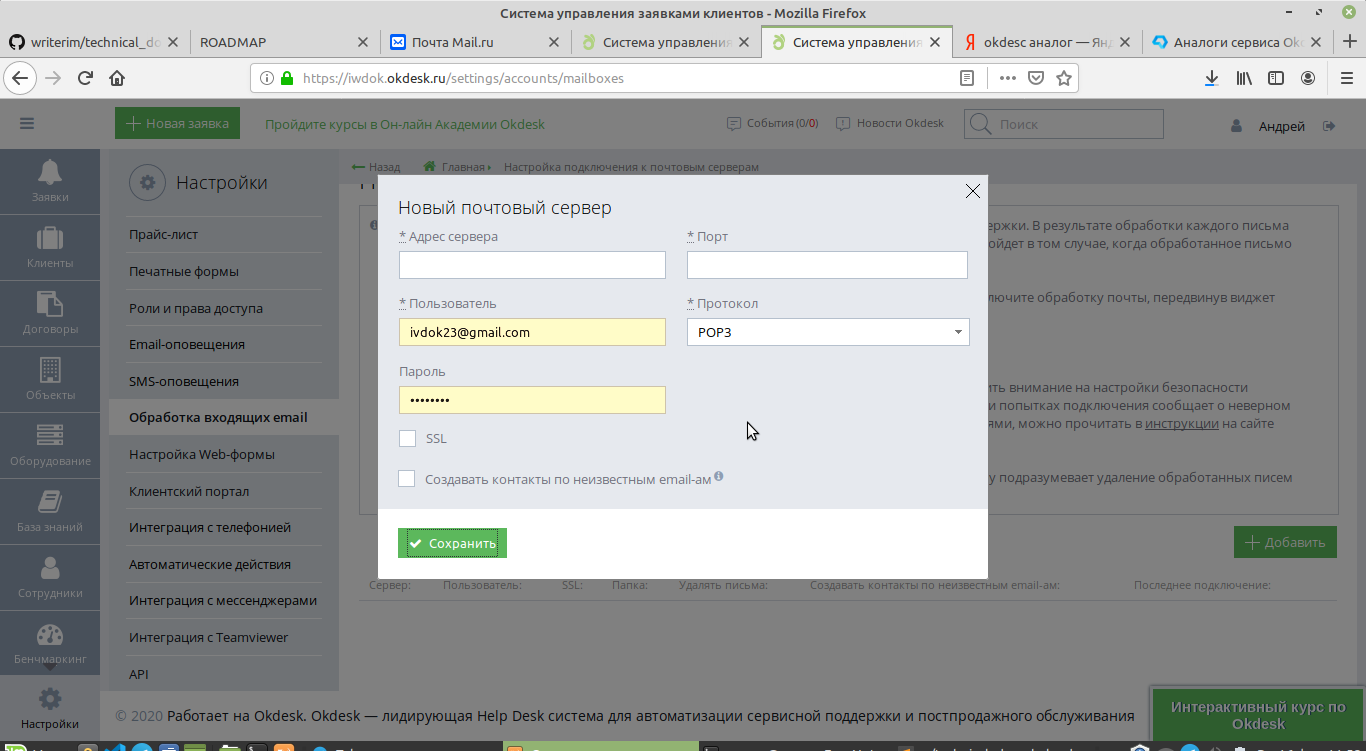 Система управления заявками клиентов - Mozilla Firefox
writerim/technical_do
ROADMAP
Почта Mail.ru
Система управления
Система управления
okdesc аналог — Янд
Аналоги сервиса Okd
https://iwdok.okdesk.ru/settings/accounts/mailboxes
Новая заявка
Пройдите курсы в Он-лайн Академии Okdesk
События (0/0)
Новости Okdesk
Поиск
Андрей
Заявки
Клиенты
Договоры
Объекты
Оборудование
База знаний
Сотрудники
Бенчмаркинг
Настройки
Настройки
Прайс-лист
Печатные формы
Роли и права доступа
Email-оповещения
SMS-оповещения
Обработка входящих email
Настройка Web-формы
Клиентский портал
Интеграция с телефонией
Автоматические действия
Интеграция с мессенджерами
Интеграция с Teamviewer
API
Назад
Главная
Настройка подключения к почтовым серверам
Новый почтовый сервер
* Адрес сервера
* Порт
* Пользователь
* Протокол
ivdok23@gmail.com
POP3
Пароль
••••••••
SSL
Создавать контакты по неизвестным email-ам
Сохранить
держки. В результате обработки каждого письма
ойдет в том случае, когда обработанное письмо
ключите обработку почты, передвинув виджет
ить внимание на настройки безопасности
и попытках подключения сообщает о неверном
ями, можно прочитать в инструкции на сайте
у подразумевает удаление обработанных писем
Добавить
Сервер:
Пользователь:
SSL:
Папка:
Удалять письма:
Создавать контакты по неизвестным email-ам:
Последнее подключение:
© 2020 Работает на Okdesk. Okdesk — лидирующая Help Desk система для автоматизации сервисной поддержки и постпродажного обслуживания
Интерактивный курс по
Okdesk